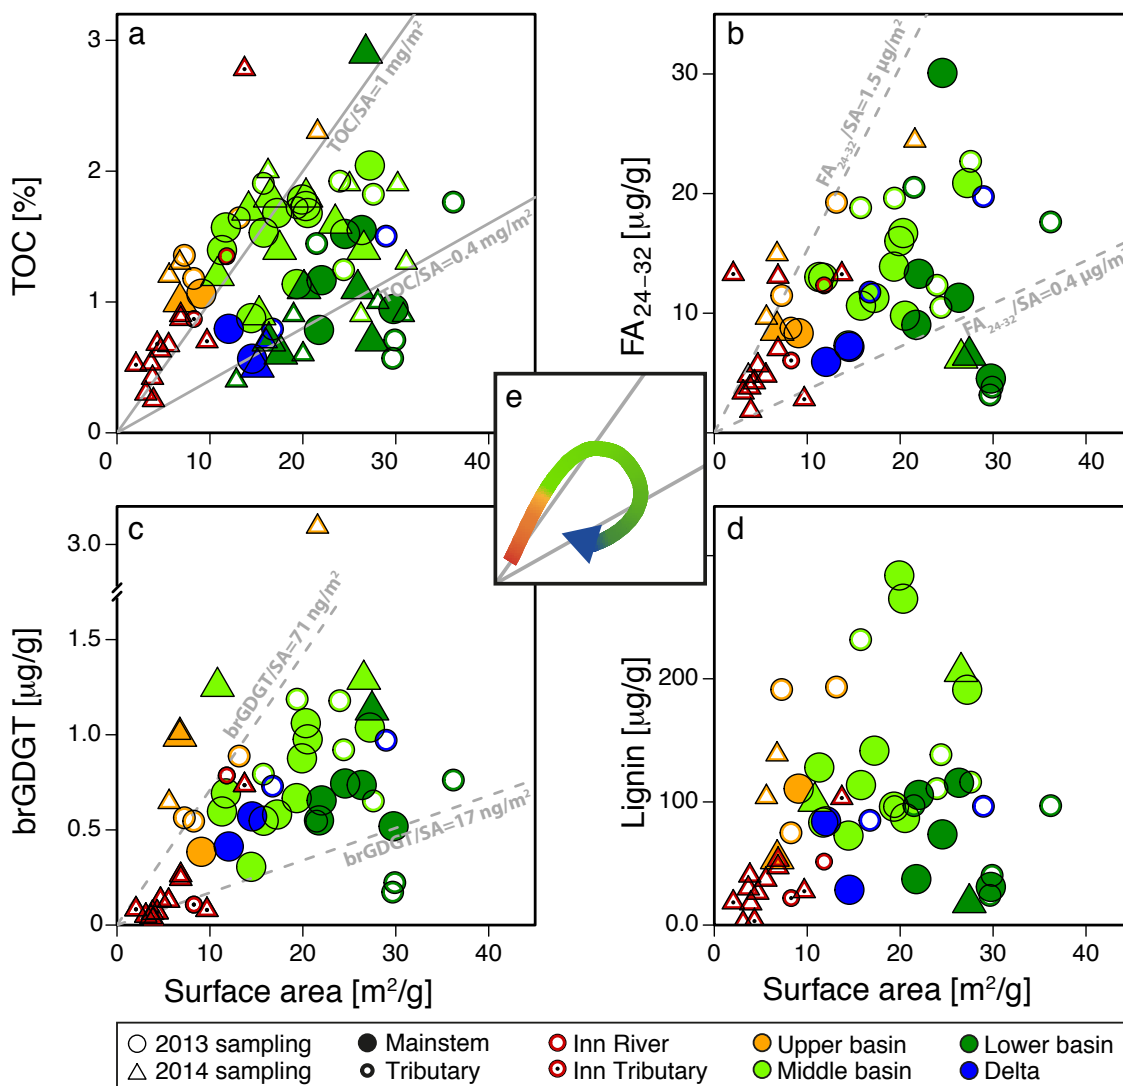 a
TOC [%]
3
2
1
0
TOC/SA=1 mg/m²
TOC/SA=0.4 mg/m²
0 10 20 30 40
b
FA₂₄₋₃₂ [µg/g]
30
20
10
0
FA₂₄₋₃₂/SA=1.5 µg/m²
FA₂₄₋₃₂/SA=0.4 µg/m
0 10 20 30 40
e
c
brGDGT [µg/g]
3.0
1.5
1.0
0.5
0
brGDGT/SA=71 ng/m²
brGDGT/SA=17 ng/m²
0 10 20 30 40
Surface area [m²/g]
d
Lignin [µg/g]
200
100
0.0
0 10 20 30 40
Surface area [m²/g]
2013 sampling Mainstem Inn River Upper basin Lower basin
2014 sampling Tributary Inn Tributary Middle basin Delta